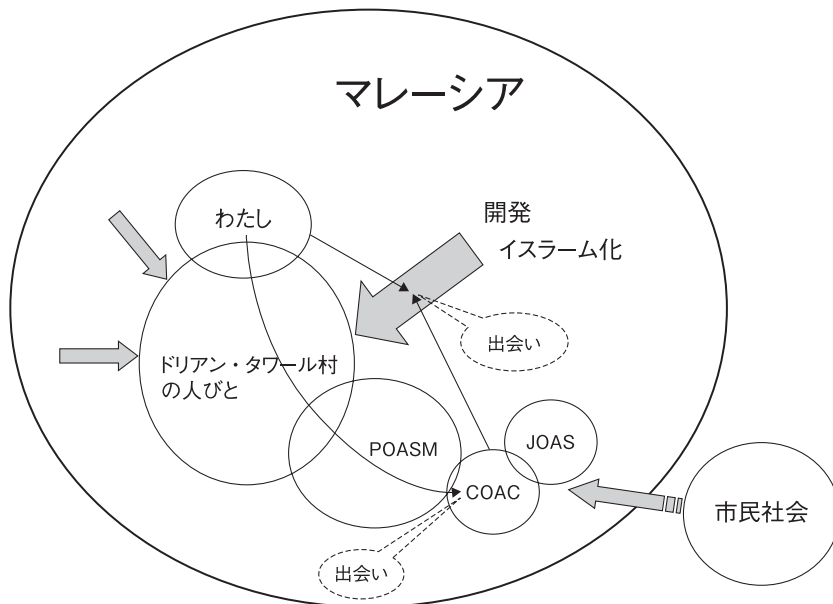 マレーシア
わたし
開発
イスラーム化
出会い
ドリアン・タワール村
の人びと
POASM
JOAS
COAC
市民社会
出会い